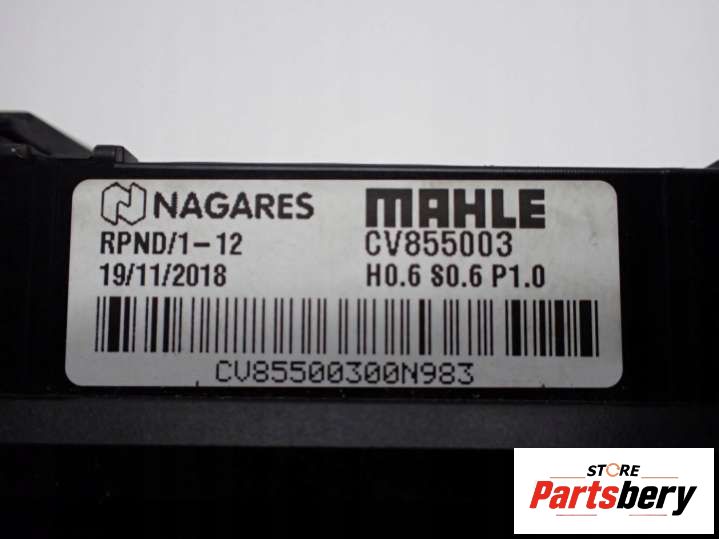 NAGARES MAHLE
RPND/1-12 CV855003
19/11/2018 H0.6 S0.6 P1.0
CV85500300N983
STORE
Partsbery